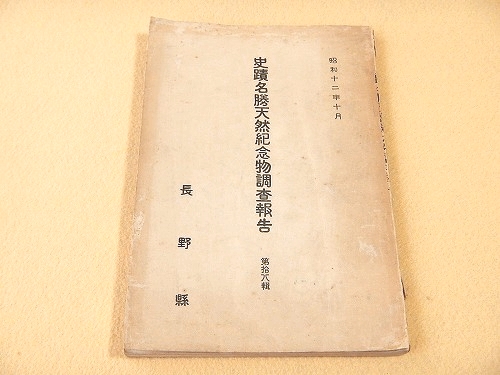 昭和十二年十月
史蹟名勝天然紀念物調査報告
第拾八輯
長野縣